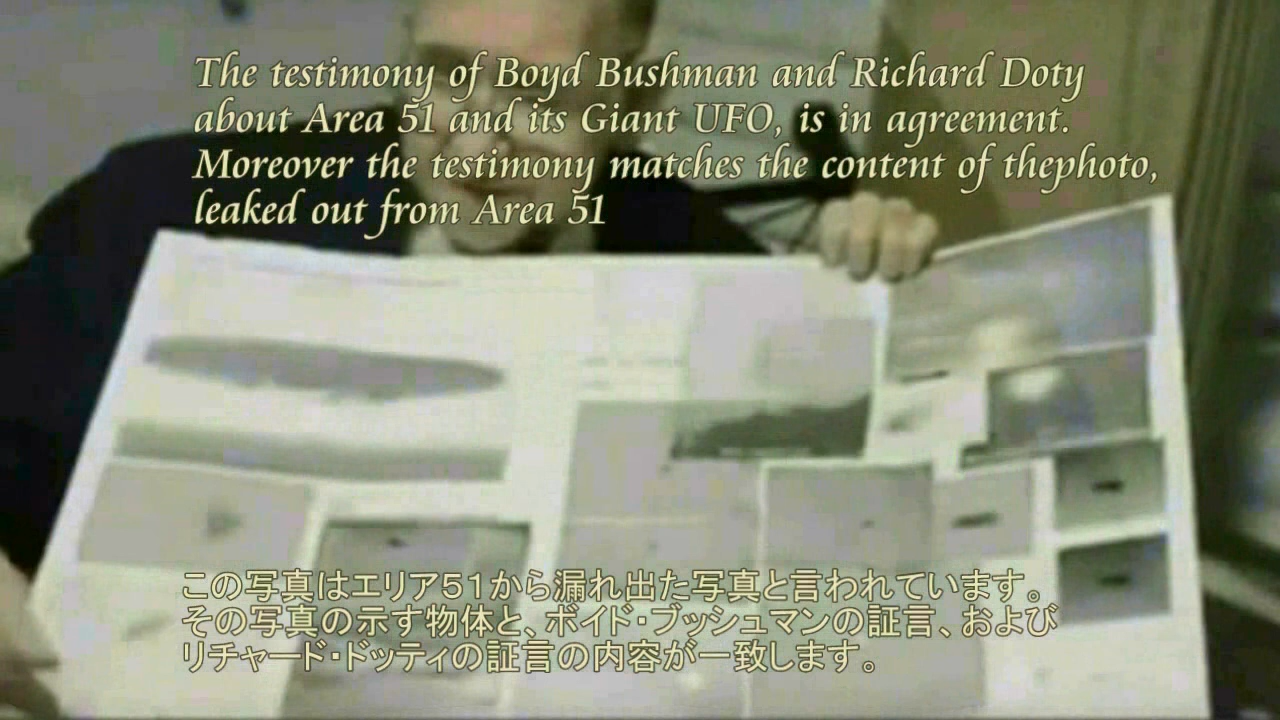 The testimony of Boyd Bushman and Richard Doty
about Area 51 and its Giant UFO, is in agreement.
Moreover the testimony matches the content of thephoto,
leaked out from Area 51
この写真はエリア５１から漏れ出た写真と言われています。
その写真の示す物体と、ボイド・ブッシュマンの証言、および
リチャード・ドッティの証言の内容が一致します。